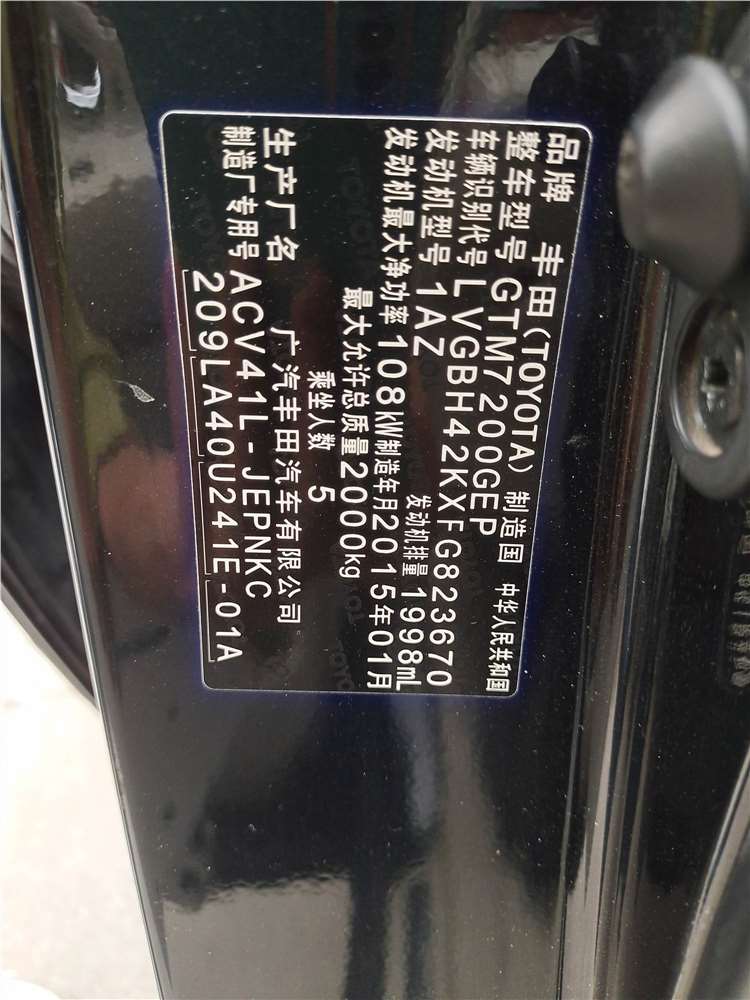 品牌 丰田(TOYOTA) 制造国 中华人民共和国
整车型号 GTM7200GEP
车辆识别代号 LVGBH42KXFG823670
发动机型号 1AZ 发动机排量 1998mL
发动机最大净功率 108kW 制造年月 2015年01月
最大允许总质量 2000kg
乘坐人数 5
生产厂名 广汽丰田汽车有限公司
制造厂专用号 ACV41L-JEPNKC
209LA40U241E-01A